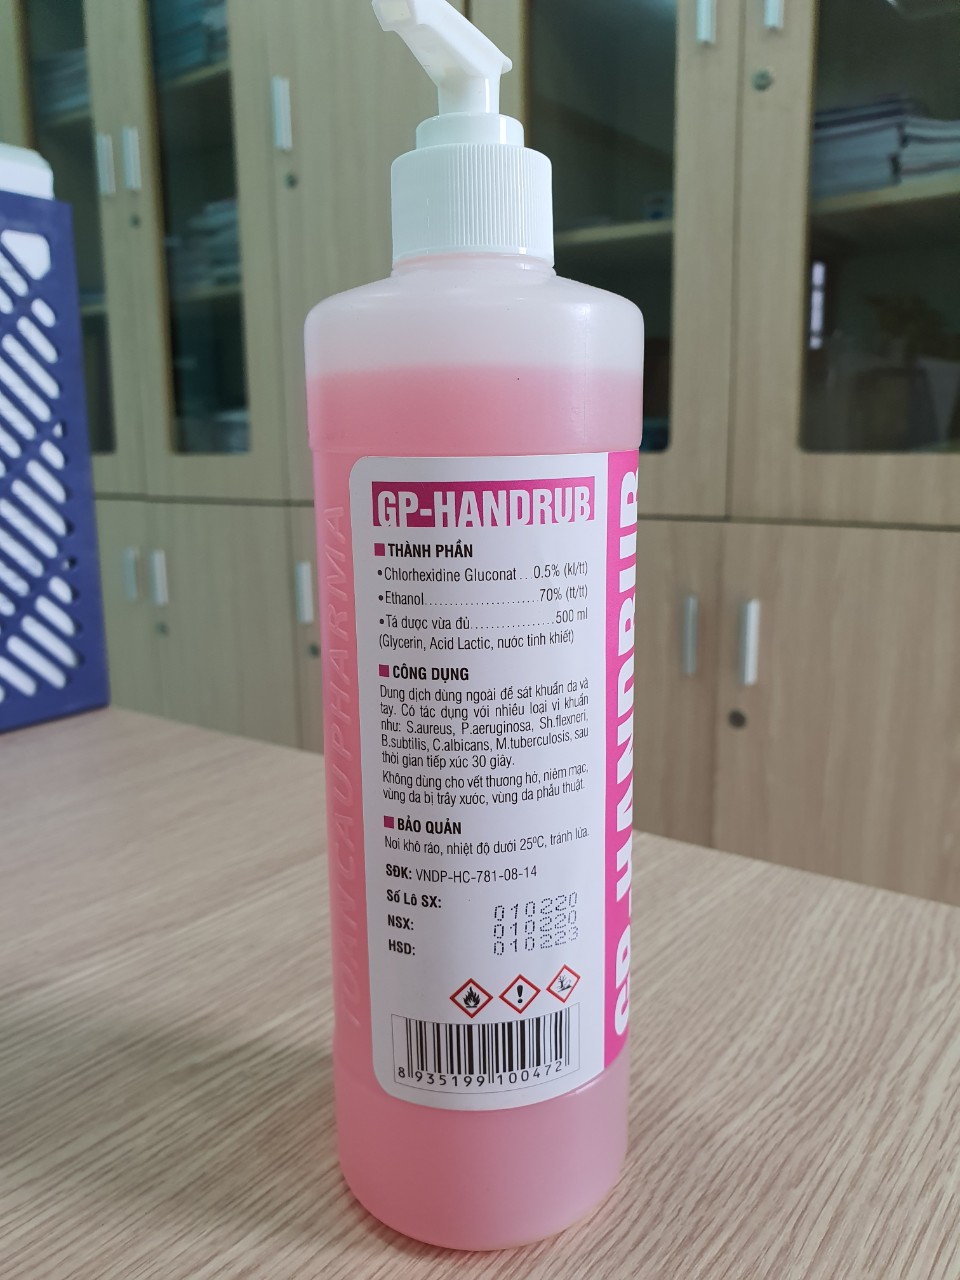 GP-HANDRUB
THÀNH PHẦN
•Chlorhexidine Gluconat...0.5% (kl/tt)
•Ethanol......................70% (tt/tt)
•Tá dược vừa đủ.................500 ml
(Glycerin, Acid Lactic, nước tinh khiết)
CÔNG DỤNG
Dung dịch dùng ngoài để sát khuẩn da và
tay. Có tác dụng với nhiều loại vi khuẩn
như: S.aureus, P.aeruginosa, Sh.flexneri,
B.subtilis, C.albicans, M.tuberculosis. sau
thời gian tiếp xúc 30 giây.
Không dùng cho vết thương hở, niêm mạc,
vùng da bị trầy xước, vùng da phẫu thuật.
BẢO QUẢN
Nơi khô ráo, nhiệt độ dưới 25ºC, tránh lửa.
SĐK: VNDP-HC-781-08-14
Số Lô SX: 010220
NSX: 010220
HSD: 010223
8 935199 100472
GP-HANDRUB
PHARMA